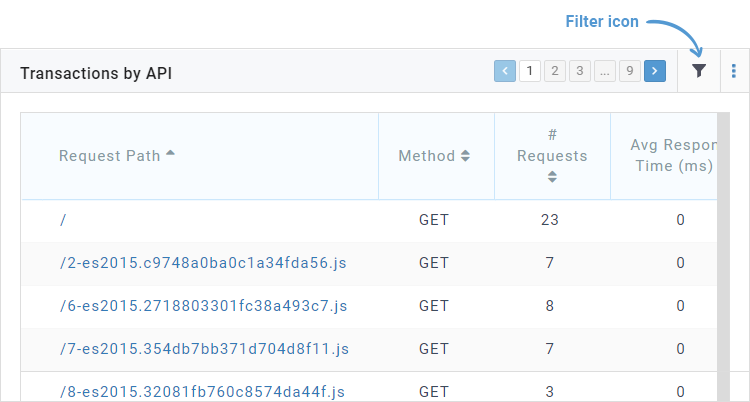 Filter icon
Transactions by API
1 2 3 ... 9
Request Path Method # Requests Avg Respon Time (ms)
/ GET 23 0
/2-es2015.c9748a0ba0c1a34fda56.js GET 7 0
/6-es2015.2718803301fc38a493c7.js GET 8 0
/7-es2015.354db7bb371d704d8f11.js GET 7 0
/8-es2015.32081fb760c8574da44f.js GET 3 0